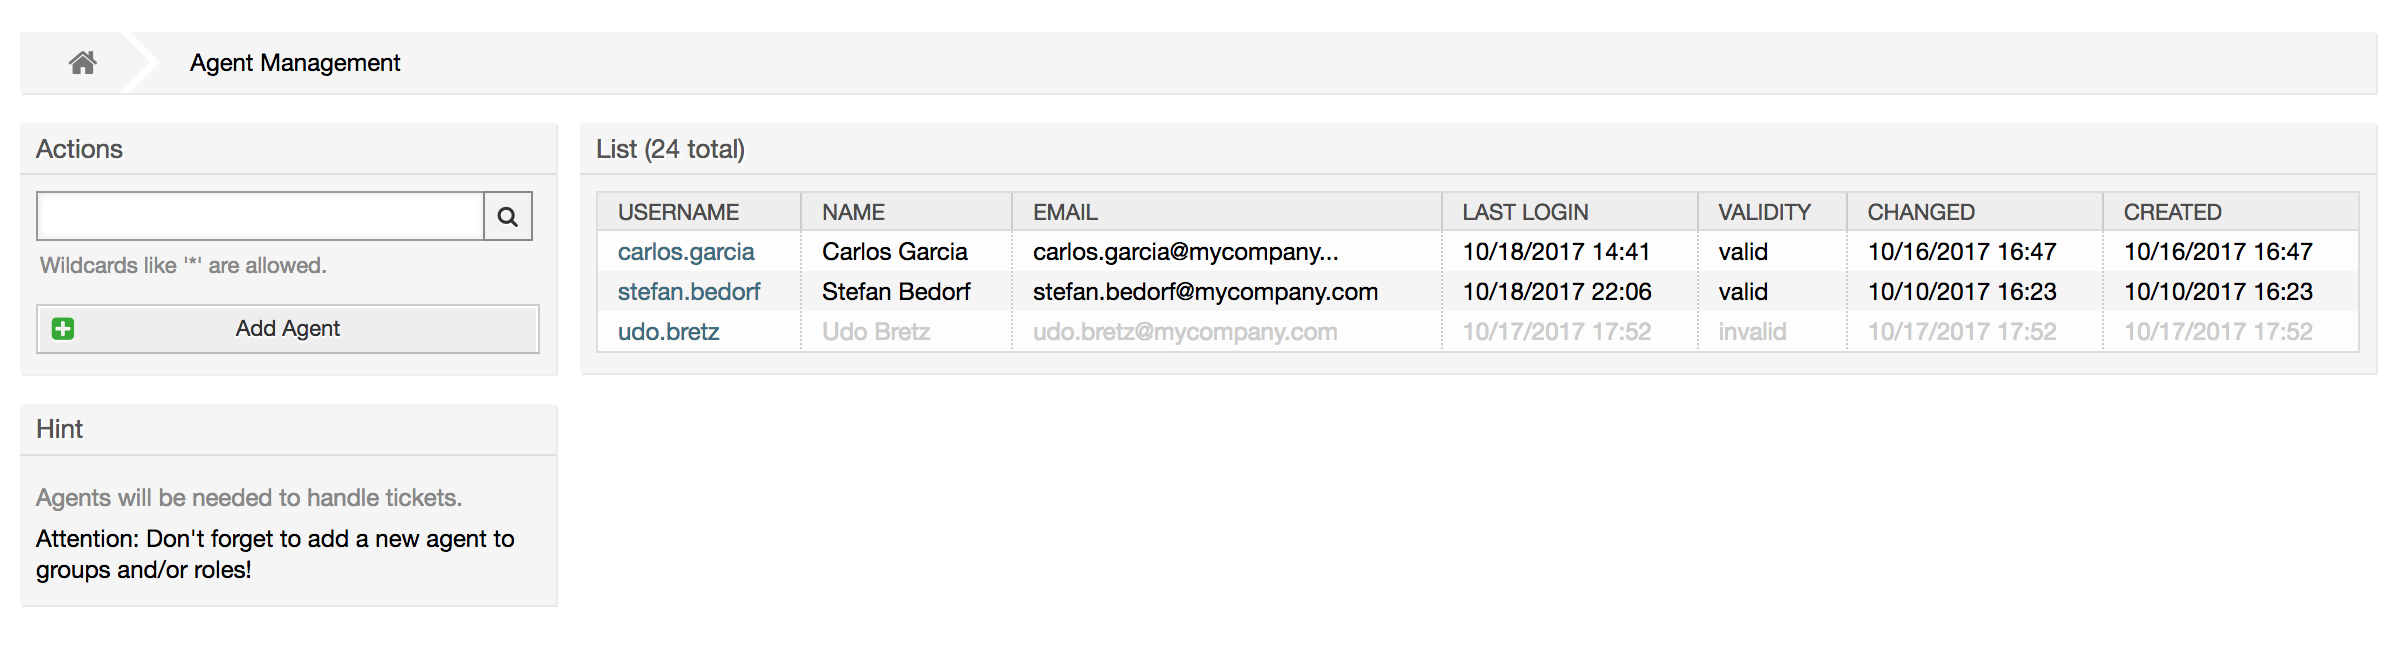 Agent Management
Actions
Wildcards like '*' are allowed.
Add Agent
Hint
Agents will be needed to handle tickets.
Attention: Don't forget to add a new agent to
groups and/or roles!
List (24 total)
USERNAME NAME EMAIL LAST LOGIN VALIDITY CHANGED CREATED
carlos.garcia Carlos Garcia carlos.garcia@mycompany... 10/18/2017 14:41 valid 10/16/2017 16:47 10/16/2017 16:47
stefan.bedorf Stefan Bedorf stefan.bedorf@mycompany.com 10/18/2017 22:06 valid 10/10/2017 16:23 10/10/2017 16:23
udo.bretz Udo Bretz udo.bretz@mycompany.com 10/17/2017 17:52 invalid 10/17/2017 17:52 10/17/2017 17:52